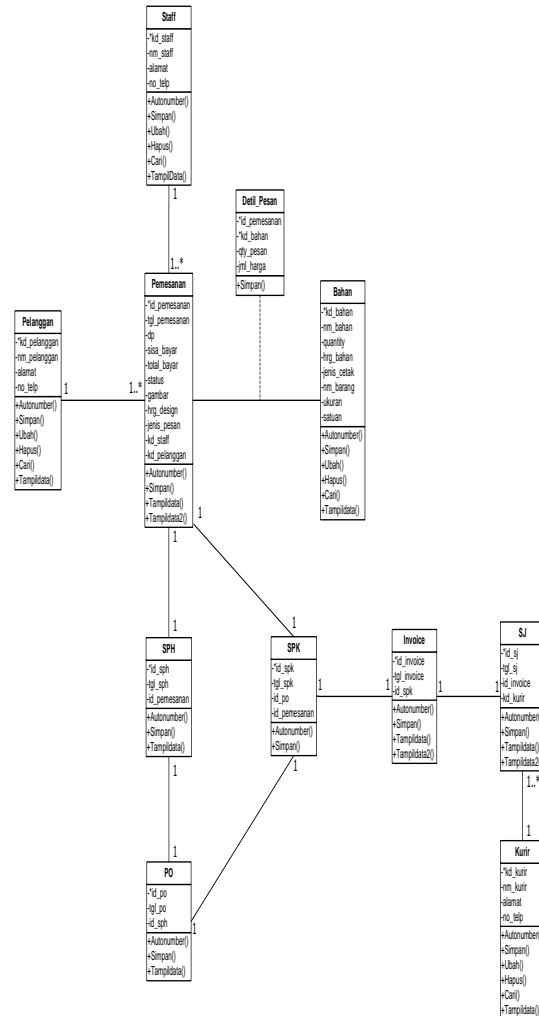 Staff
-*kd_staff
-nm_staff
-alamat
-no_telp
+Autonumber()
+Simpan()
+Ubah()
+Hapus()
+Cari()
+TampilData()
1
1..*
Detil_Pesan
-*id_pemesanan
-*kd_bahan
-qty_pesan
-jml_harga
+Simpan()
Pemesanan
-*id_pemesanan
-tgl_pemesanan
-dp
-sisa_bayar
-total_bayar
-status
-gambar
-hrg_design
-jenis_pesan
-kd_staff
-kd_pelanggan
+Autonumber()
+Simpan()
+Tampildata()
+Tampildata2()
Bahan
-*kd_bahan
-nm_bahan
-quantity
-hrg_bahan
-jenis_cetak
-nm_barang
-ukuran
-satuan
+Autonumber()
+Simpan()
+Ubah()
+Hapus()
+Cari()
+Tampildata()
Pelanggan
-*kd_pelanggan
-nm_pelanggan
-alamat
-no_telp
+Autonumber()
+Simpan()
+Ubah()
+Hapus()
+Cari()
+Tampildata()
1
1..*
1
1
1
1
SPH
-*id_sph
-tgl_sph
-id_pemesanan
+Autonumber()
+Simpan()
+Tampildata()
SPK
-*id_spk
-tgl_spk
-id_po
-id_pemesanan
+Autonumber()
+Simpan()
1
1
Invoice
-*id_invoice
-tgl_invoice
-id_spk
+Autonumber()
+Simpan()
+Tampildata()
+Tampildata2()
1
1
SJ
-*id_sj
-tgl_sj
-id_invoice
-kd_kurir
+Autonumber()
+Simpan()
+Tampildata()
+Tampildata2()
1
1
1..*
1
1
1
PO
-*id_po
-tgl_po
-id_sph
+Autonumber()
+Simpan()
+Tampildata()
Kurir
-*kd_kurir
-nm_kurir
-alamat
-no_telp
+Autonumber()
+Simpan()
+Ubah()
+Hapus()
+Cari()
+Tampildata()